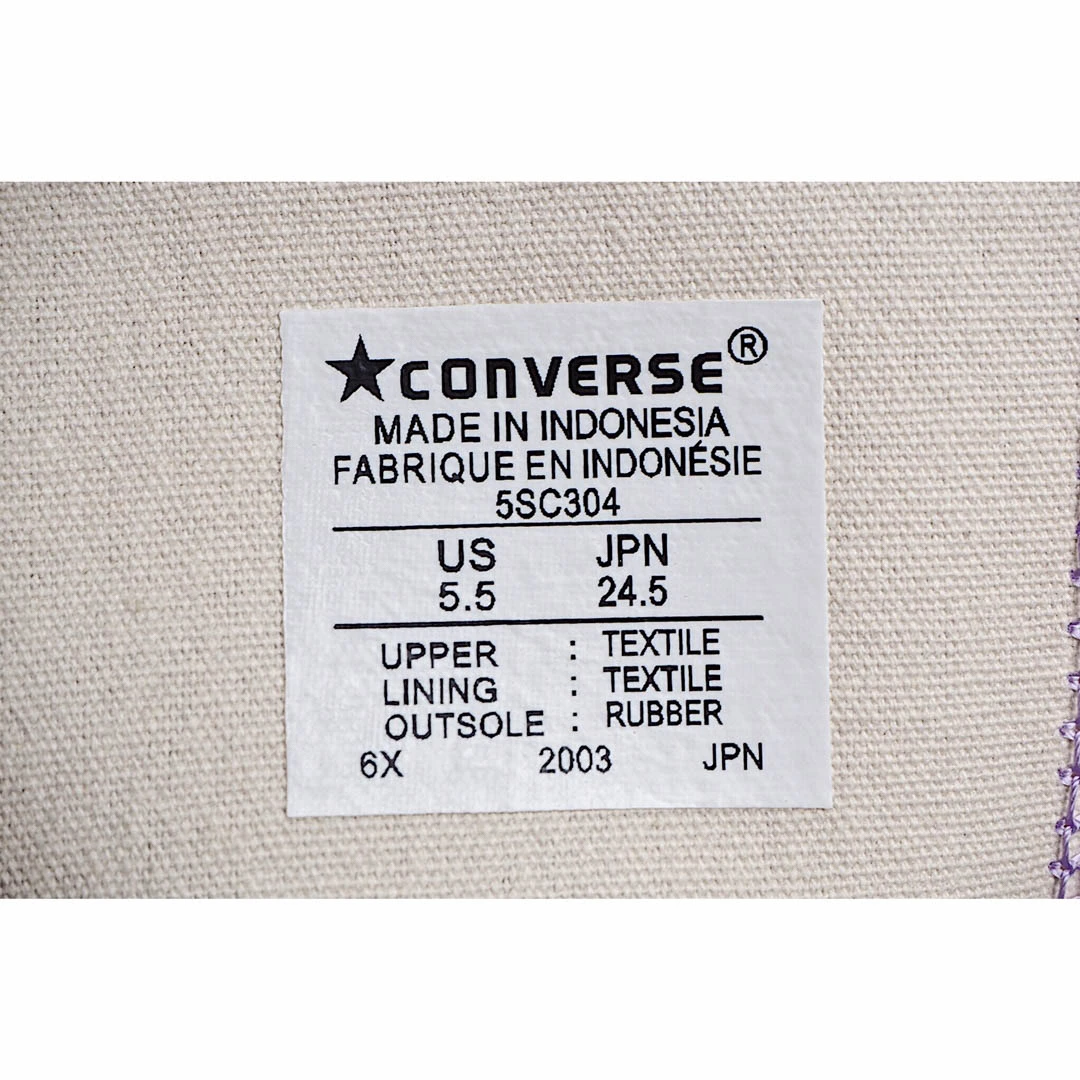 ★CONVERSE®
MADE IN INDONESIA
FABRIQUE EN INDONÉSIE
5SC304
US JPN
5.5 24.5
UPPER : TEXTILE
LINING : TEXTILE
OUTSOLE : RUBBER
6X 2003 JPN